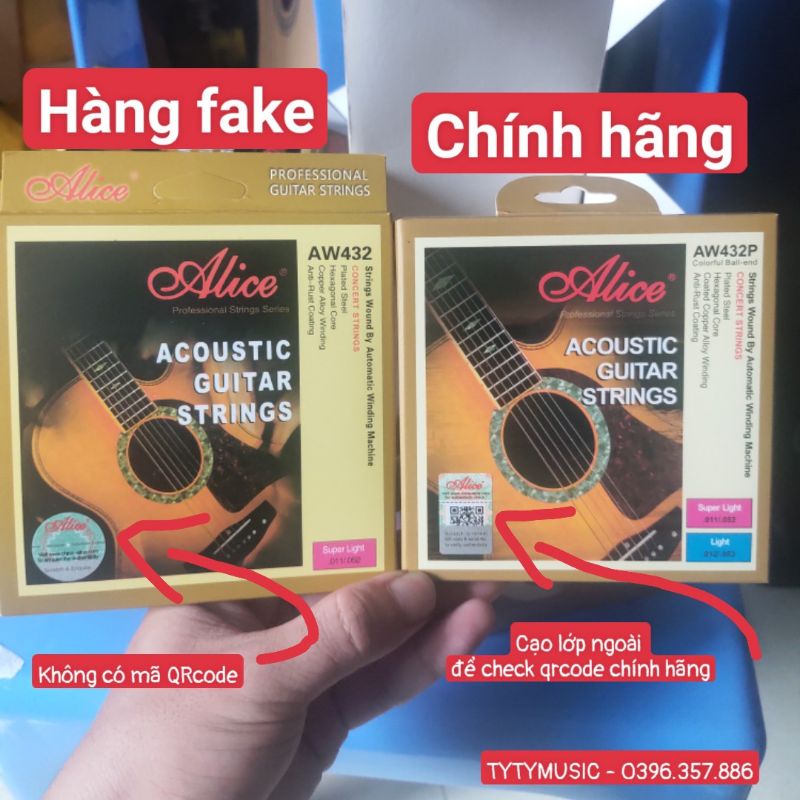 Hàng fake
Chính hãng
Alice®
PROFESSIONAL
GUITAR STRINGS
AW432
Alice®
Professional Strings Series
ACOUSTIC
GUITAR
STRINGS
Strings Wound By Automatic Winding Machine
CONCERT STRINGS
Plated Steel
Hexagonal Core
Copper Alloy Winding
Anti-Rust Coating
Alice
Super Light
.011/.052
AW432P
Colorful Ball-end
Alice®
Professional Strings Series
ACOUSTIC
GUITAR
STRINGS
Strings Wound By Automatic Winding Machine
CONCERT STRINGS
Plated Steel
Hexagonal Core
Coated Copper Alloy Winding
Anti-Rust Coating
Alice
Super Light
.011/.052
Light
.012/.053
Không có mã QRcode
Cạo lớp ngoài
để check qrcode chính hãng
TYTYMUSIC - 0396.357.886